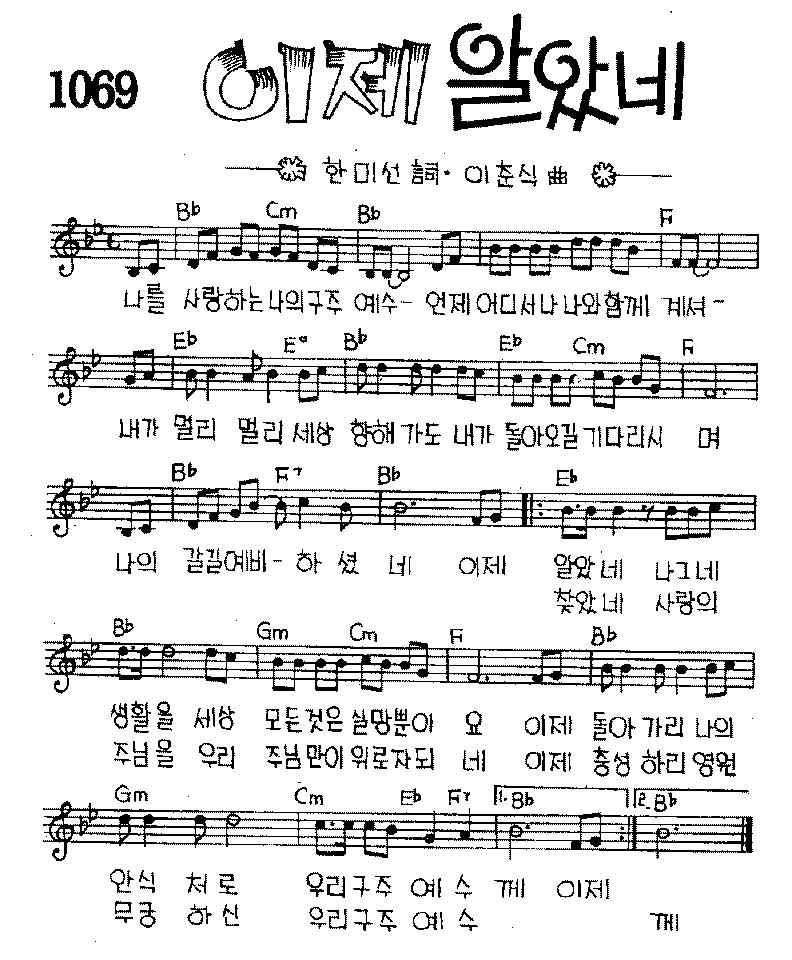 1069 이제 알았네
한미선 詞· 이춘식 曲
Bb Cm Bb F
나를 사랑하는나의구주 예수- 언제어디서나나와함께 계셔-
Eb E° Bb Eb Cm F
내가 멀리 멀리세상 향해가도 내가 돌아오길기다리시 며
Bb F7 Bb Eb
나의 갈길예비-하셨 네 이제 알았네 나그네
찾았네 사랑의
Bb Gm Cm F Bb
생활을 세상 모든것은실망뿐이 요 이제 돌아가리 나의
주님을 우리 주님만이위로자되 네 이제 충성하리 영원
Gm Cm Eb F7 1. Bb 2. Bb
안식 처로 우리구주 예수 께 이제
무궁 하신 우리구주 예수 께